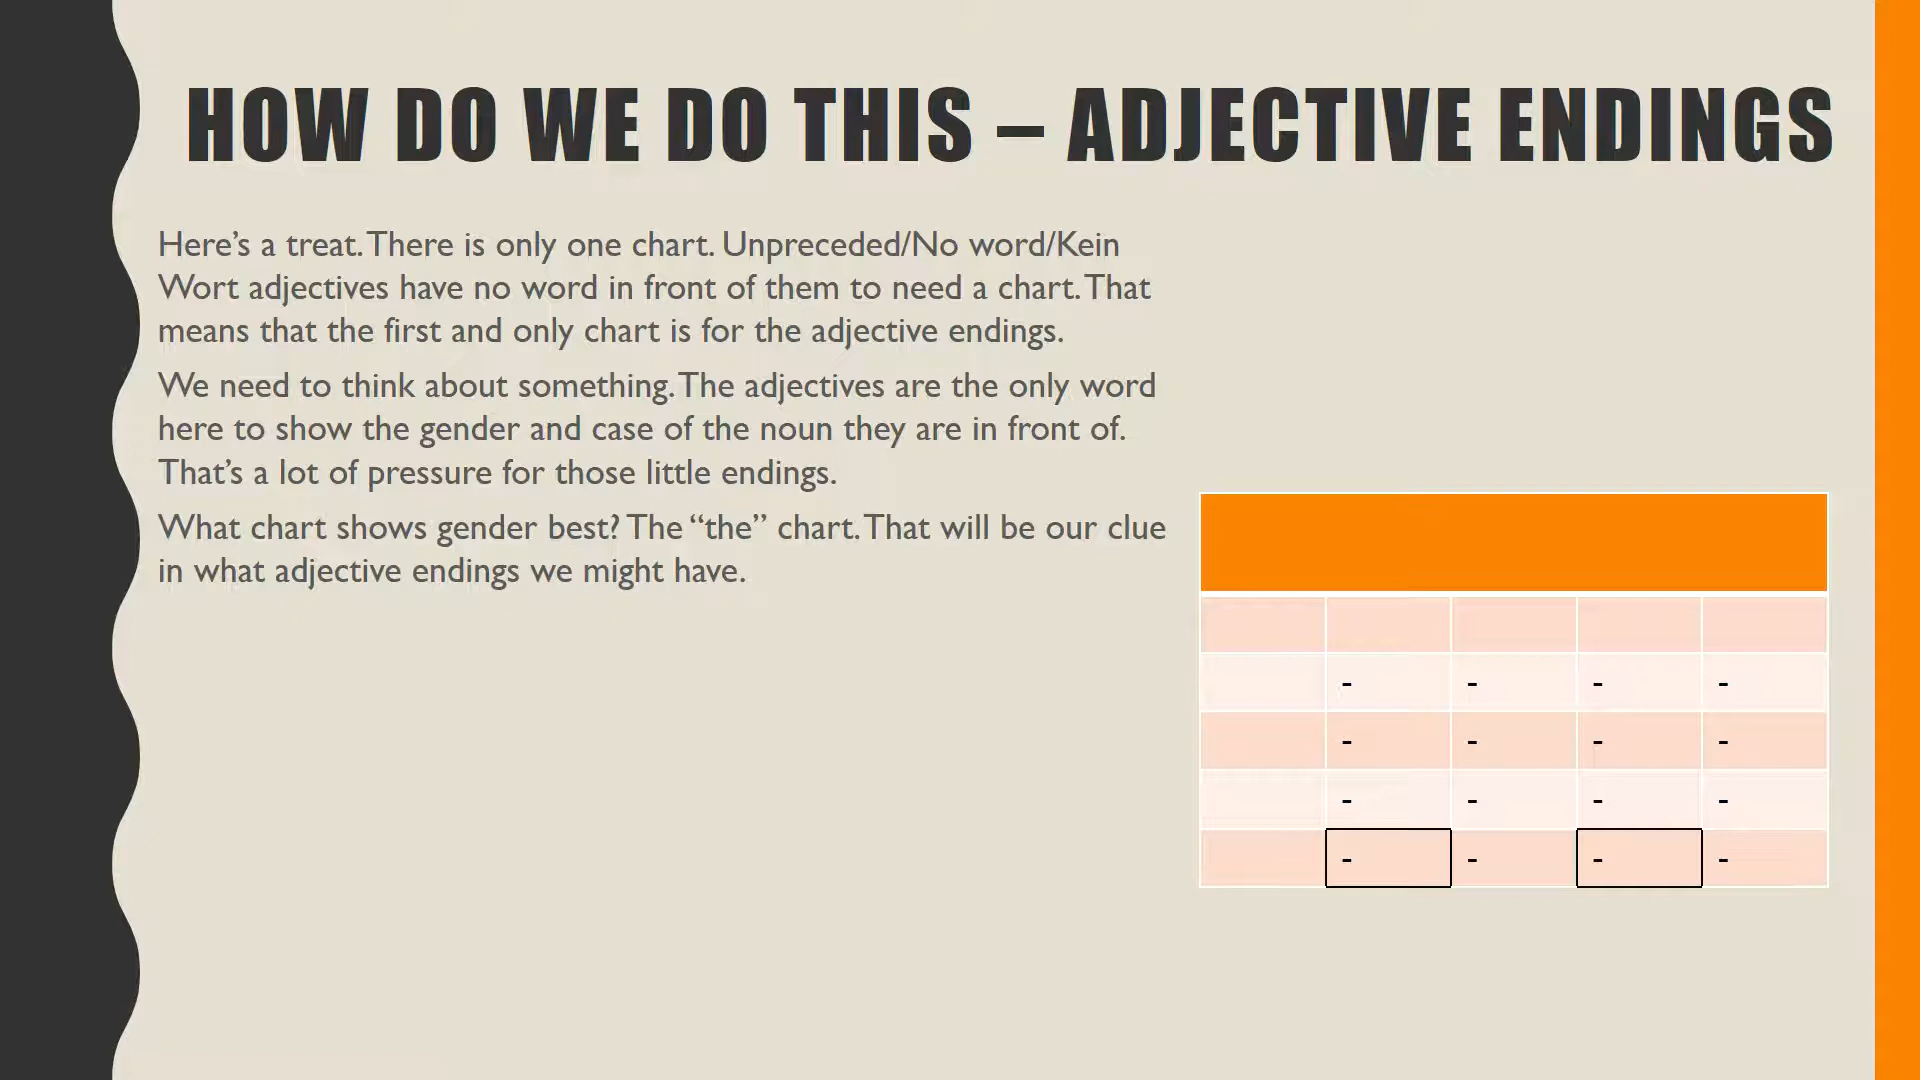 HOW DO WE DO THIS – ADJECTIVE ENDINGS
Here’s a treat. There is only one chart. Unpreceded/No word/Kein
Wort adjectives have no word in front of them to need a chart. That
means that the first and only chart is for the adjective endings.
We need to think about something. The adjectives are the only word
here to show the gender and case of the noun they are in front of.
That’s a lot of pressure for those little endings.
What chart shows gender best? The “the” chart. That will be our clue
in what adjective endings we might have.
- - - -
- - - -
- - - -
- - - -